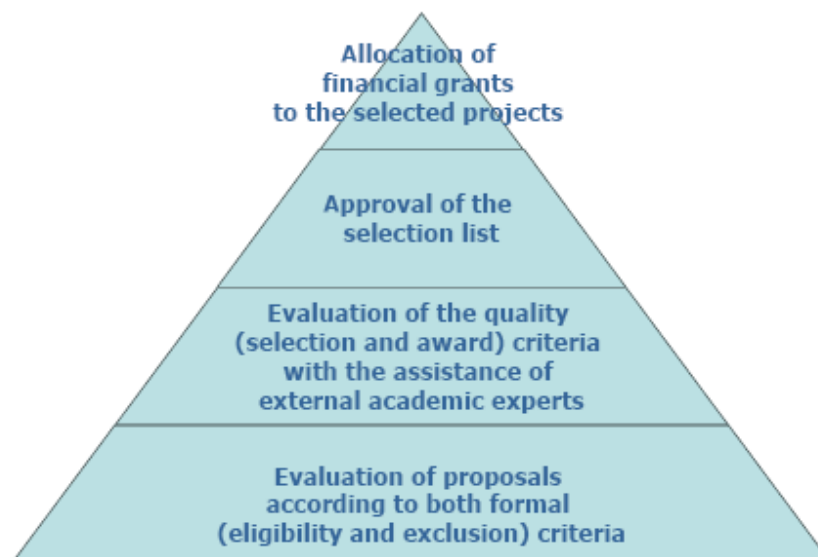 Allocation of
financial grants
to the selected projects
Approval of the
selection list
Evaluation of the quality
(selection and award) criteria
with the assistance of
external academic experts
Evaluation of proposals
according to both formal
(eligibility and exclusion) criteria